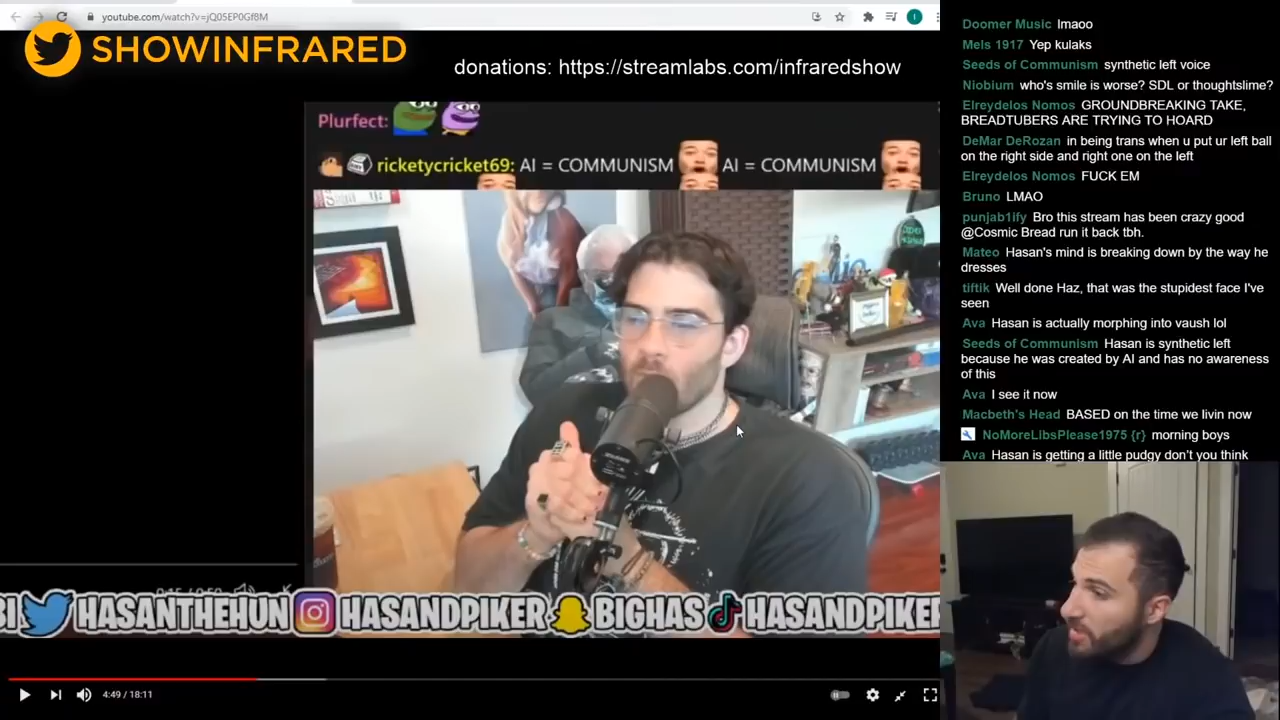 youtube.com/watch?v=jQ05EP0Gf8M
SHOWINFRARED
donations: https://streamlabs.com/infraredshow
Plurfect:
ricketycricket69: AI = COMMUNISM AI = COMMUNISM
HASANTHEHUN HASANDPIKER BIGHAS HASANDPIKER
4:49 / 18:11
Doomer Music lmaoo
Mels 1917 Yep kulaks
Seeds of Communism synthetic left voice
Niobium who's smile is worse? SDL or thoughtslime?
Elreydelos Nomos GROUNDBREAKING TAKE,
BREADTUBERS ARE TRYING TO HOARD
DeMar DeRozan in being trans when u put ur left ball
on the right side and right one on the left
Elreydelos Nomos FUCK EM
Bruno LMAO
punjab1ify Bro this stream has been crazy good
@Cosmic Bread run it back tbh.
Mateo Hasan's mind is breaking down by the way he
dresses
tiftik Well done Haz, that was the stupidest face I've
seen
Ava Hasan is actually morphing into vaush lol
Seeds of Communism Hasan is synthetic left
because he was created by AI and has no awareness
of this
Ava I see it now
Macbeth's Head BASED on the time we livin now
NoMoreLibsPlease1975 {r} morning boys
Ava Hasan is getting a little pudgy don't you think